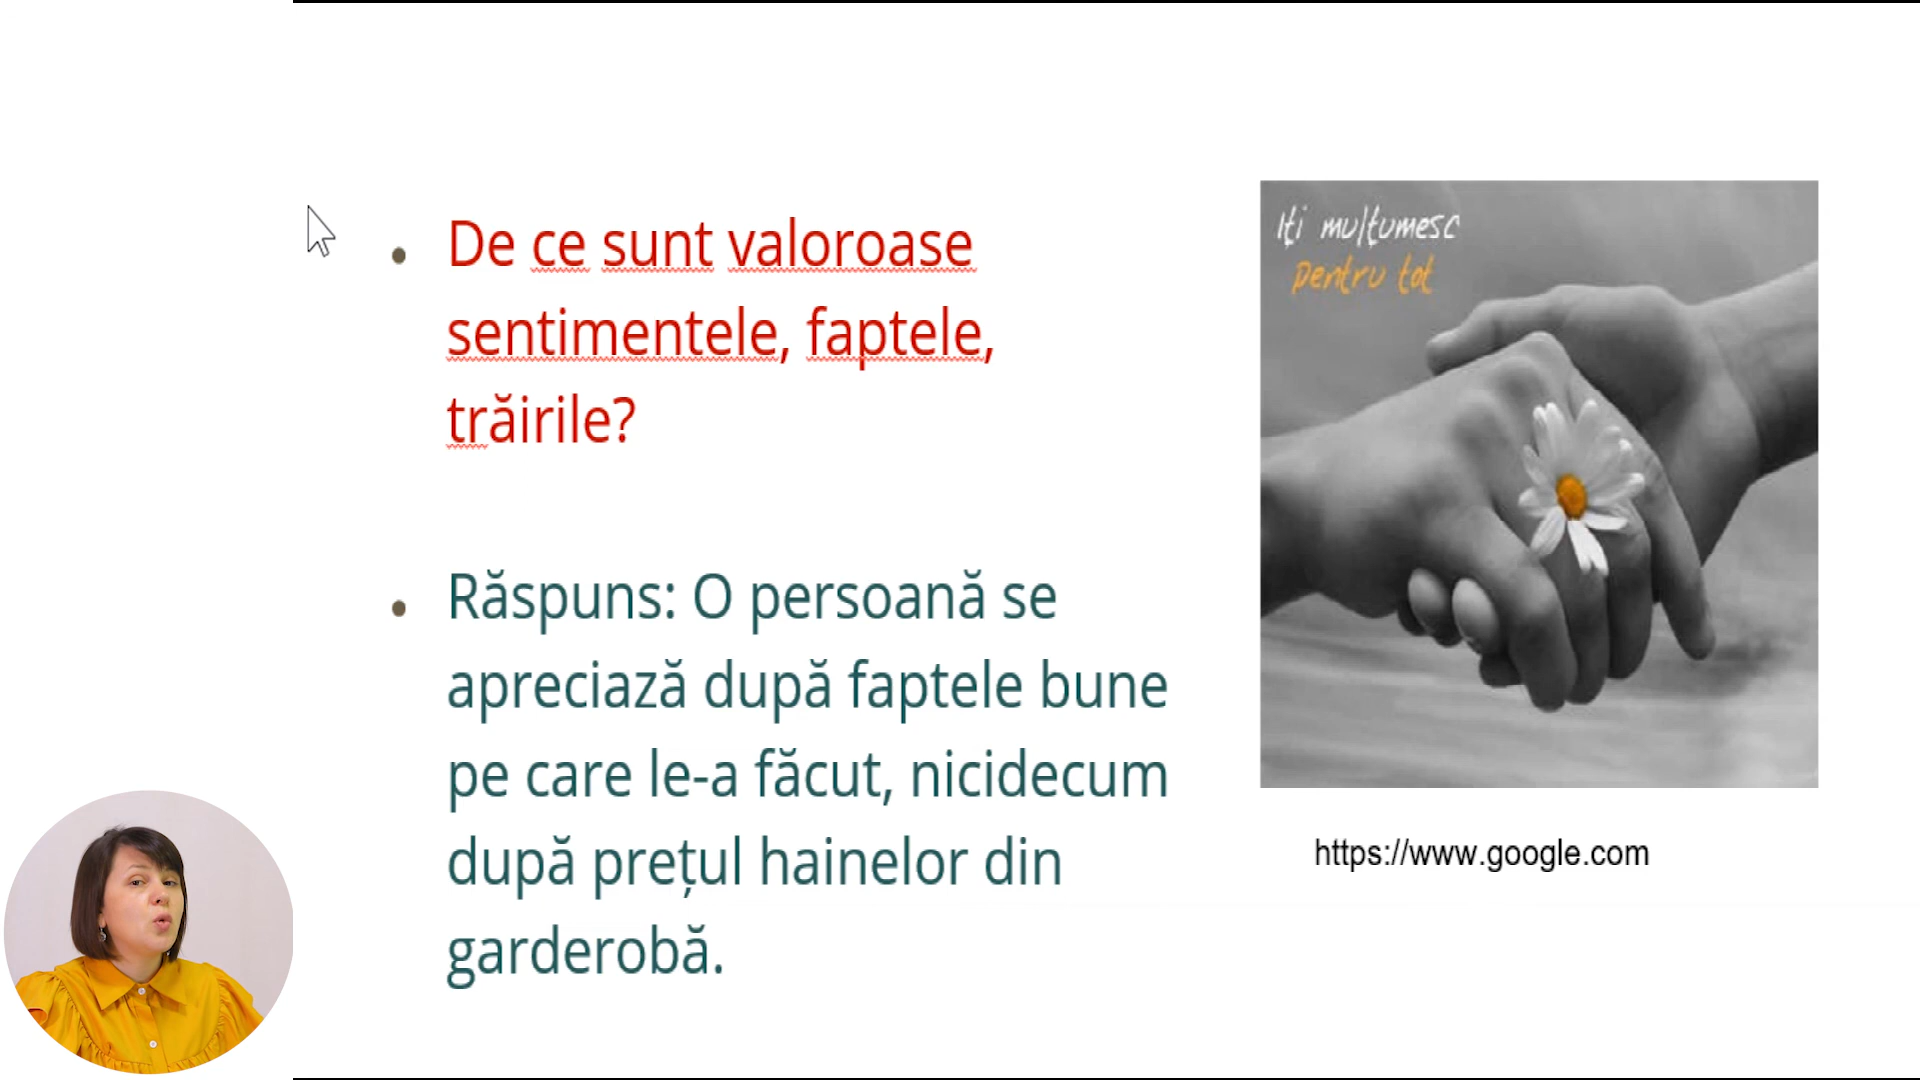 De ce sunt valoroase
sentimentele, faptele,
trăirile?
Răspuns: O persoană se
apreciază după faptele bune
pe care le-a făcut, nicidecum
după prețul hainelor din
garderobă.
Iți mulțumesc
pentru tot
https://www.google.com